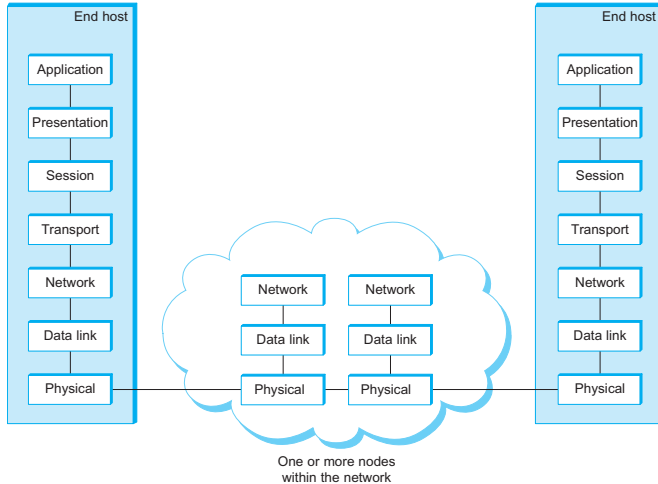 End host
Application
Presentation
Session
Transport
Network
Data link
Physical
Network
Data link
Physical
Network
Data link
Physical
One or more nodes
within the network
End host
Application
Presentation
Session
Transport
Network
Data link
Physical